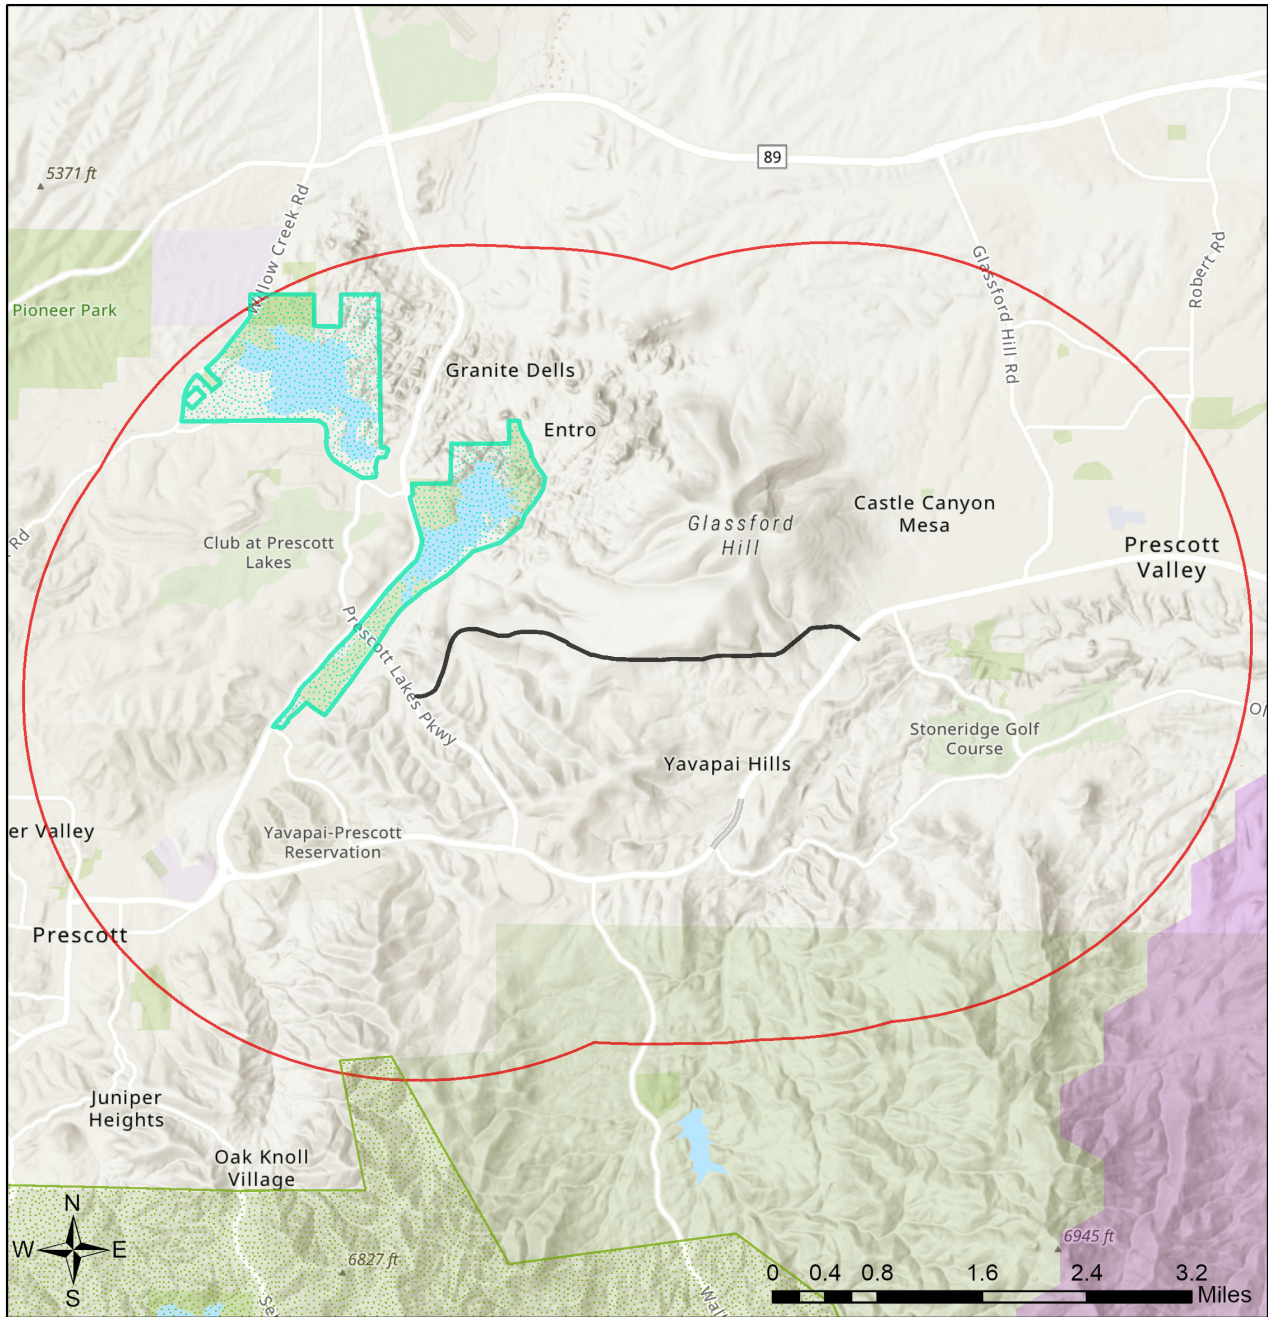 89
5371 ft
Willow Creek Rd
Glassford Hill Rd
Robert Rd
Pioneer Park
Granite Dells
Entro
Castle Canyon
Mesa
Glassford
Hill
Prescott
Valley
Rd
Club at Prescott
Lakes
Prescott Lakes Pkwy
Ol
Stoneridge Golf
Course
Yavapai Hills
er Valley
Yavapai-Prescott
Reservation
Prescott
Juniper
Heights
Oak Knoll
Village
N
W E
S
6827 ft
6945 ft
Se
Wal
0 0.4 0.8 1.6 2.4 3.2
Miles